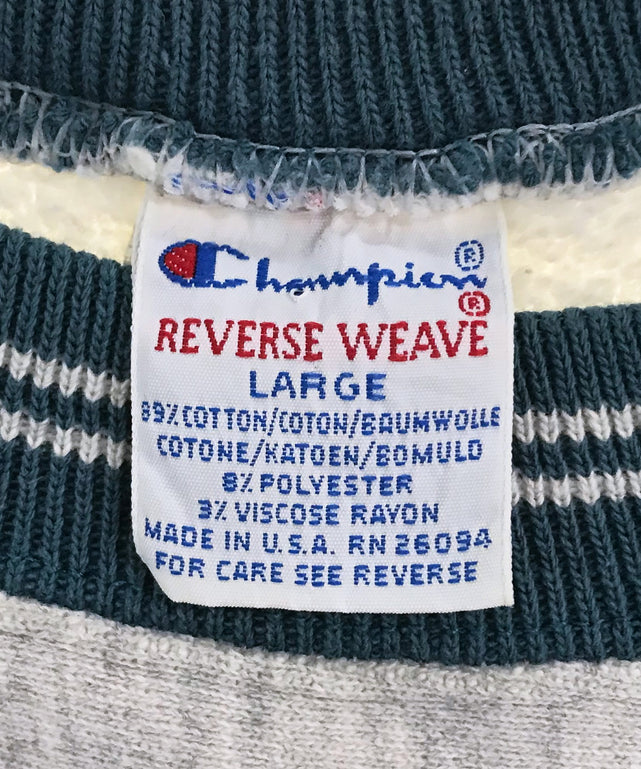 Champion®
REVERSE WEAVE®
LARGE
89% COTTON/COTON/BAUMWOLLE
COTONE/KATOEN/BOMULD
8% POLYESTER
3% VISCOSE RAYON
MADE IN U.S.A. RN 26094
FOR CARE SEE REVERSE